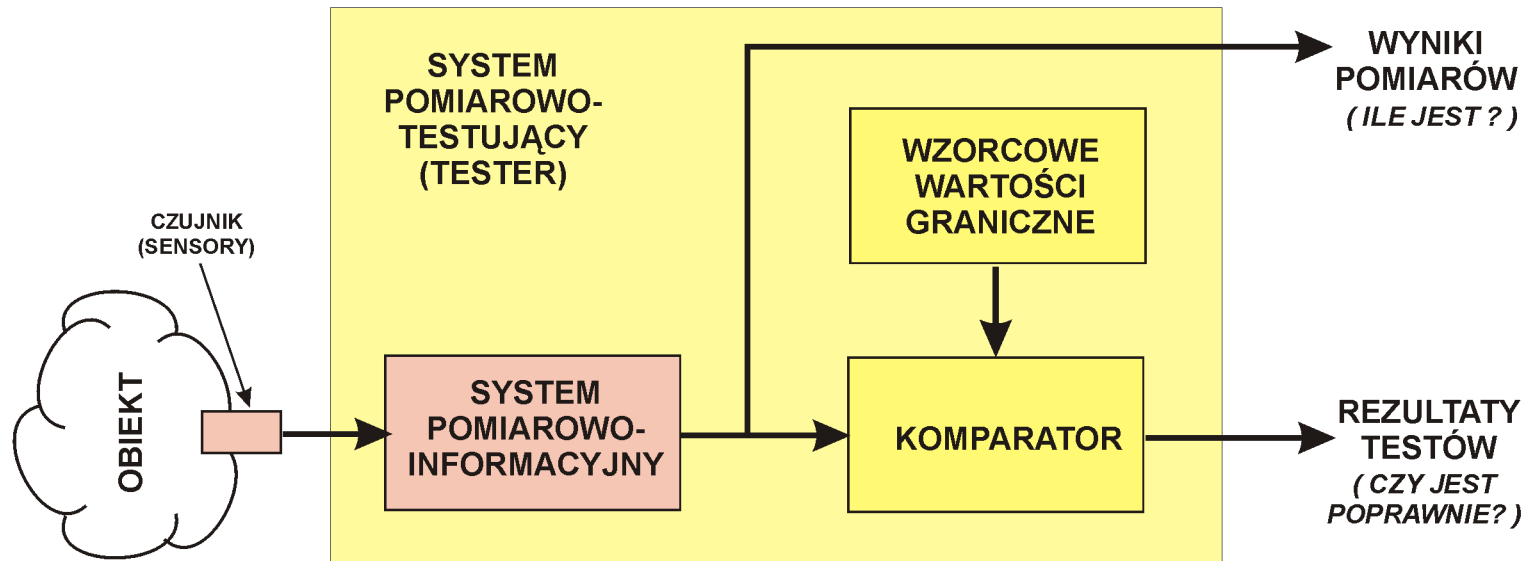 SYSTEM
POMIAROWO-
TESTUJĄCY
(TESTER)
WYNIKI
POMIARÓW
( ILE JEST ? )
WZORCOWE
WARTOŚCI
GRANICZNE
CZUJNIK
(SENSORY)
OBIEKT
SYSTEM
POMIAROWO-
INFORMACYJNY
KOMPARATOR
REZULTATY
TESTÓW
( CZY JEST
POPRAWNIE? )